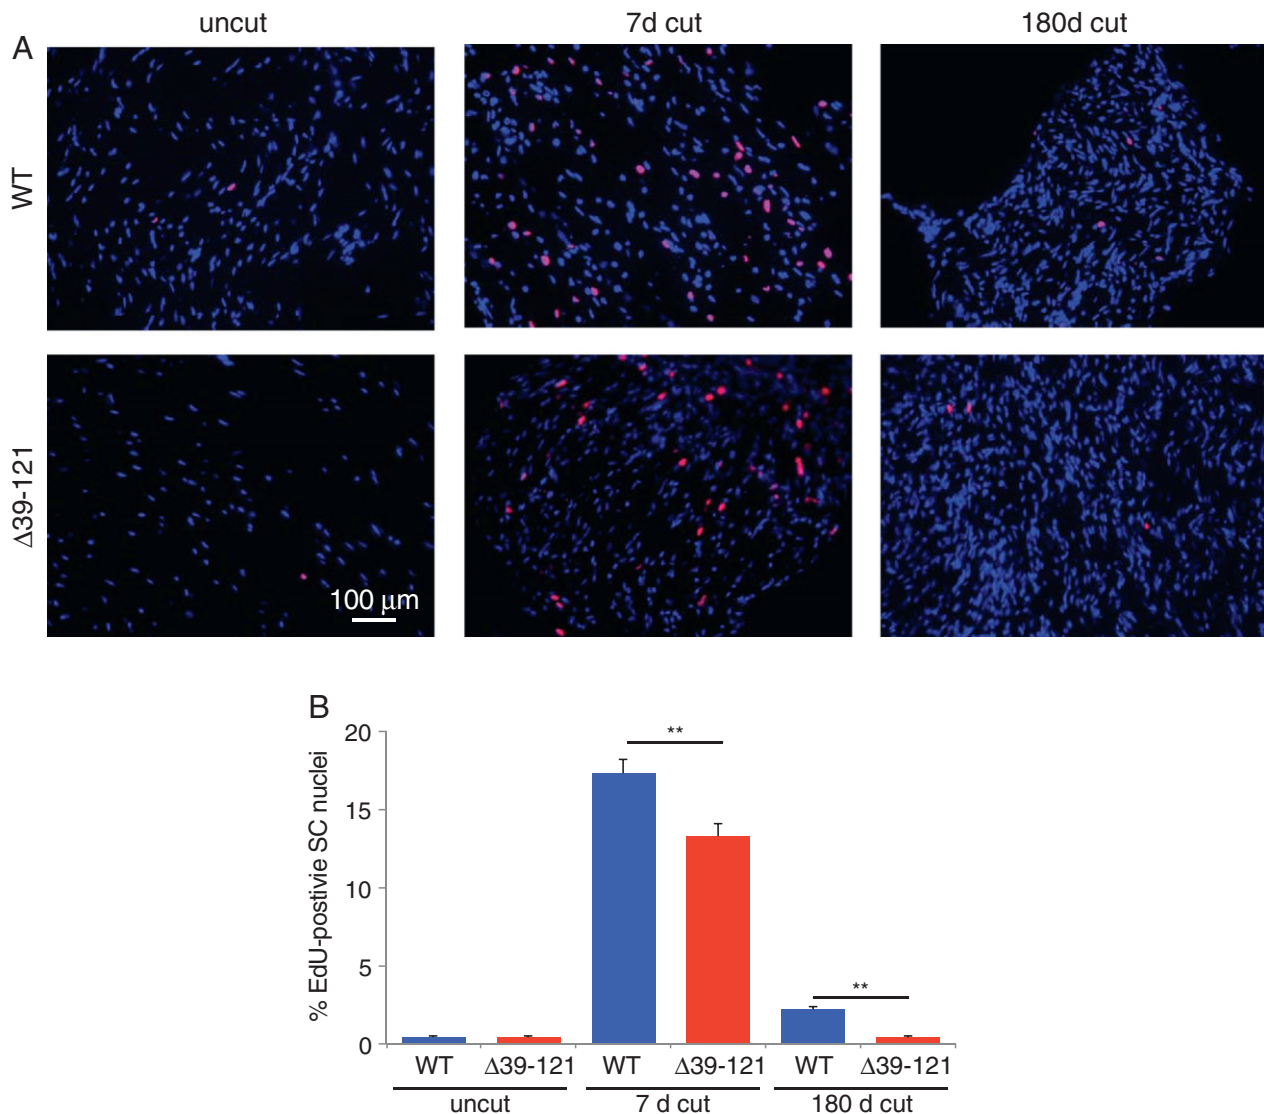 uncut 7d cut 180d cut
A
WT
Δ39-121
100 μm
B
% EdU-postivie SC nuclei
20
15
10
5
0
** 
**
WT Δ39-121 WT Δ39-121 WT Δ39-121
uncut 7 d cut 180 d cut